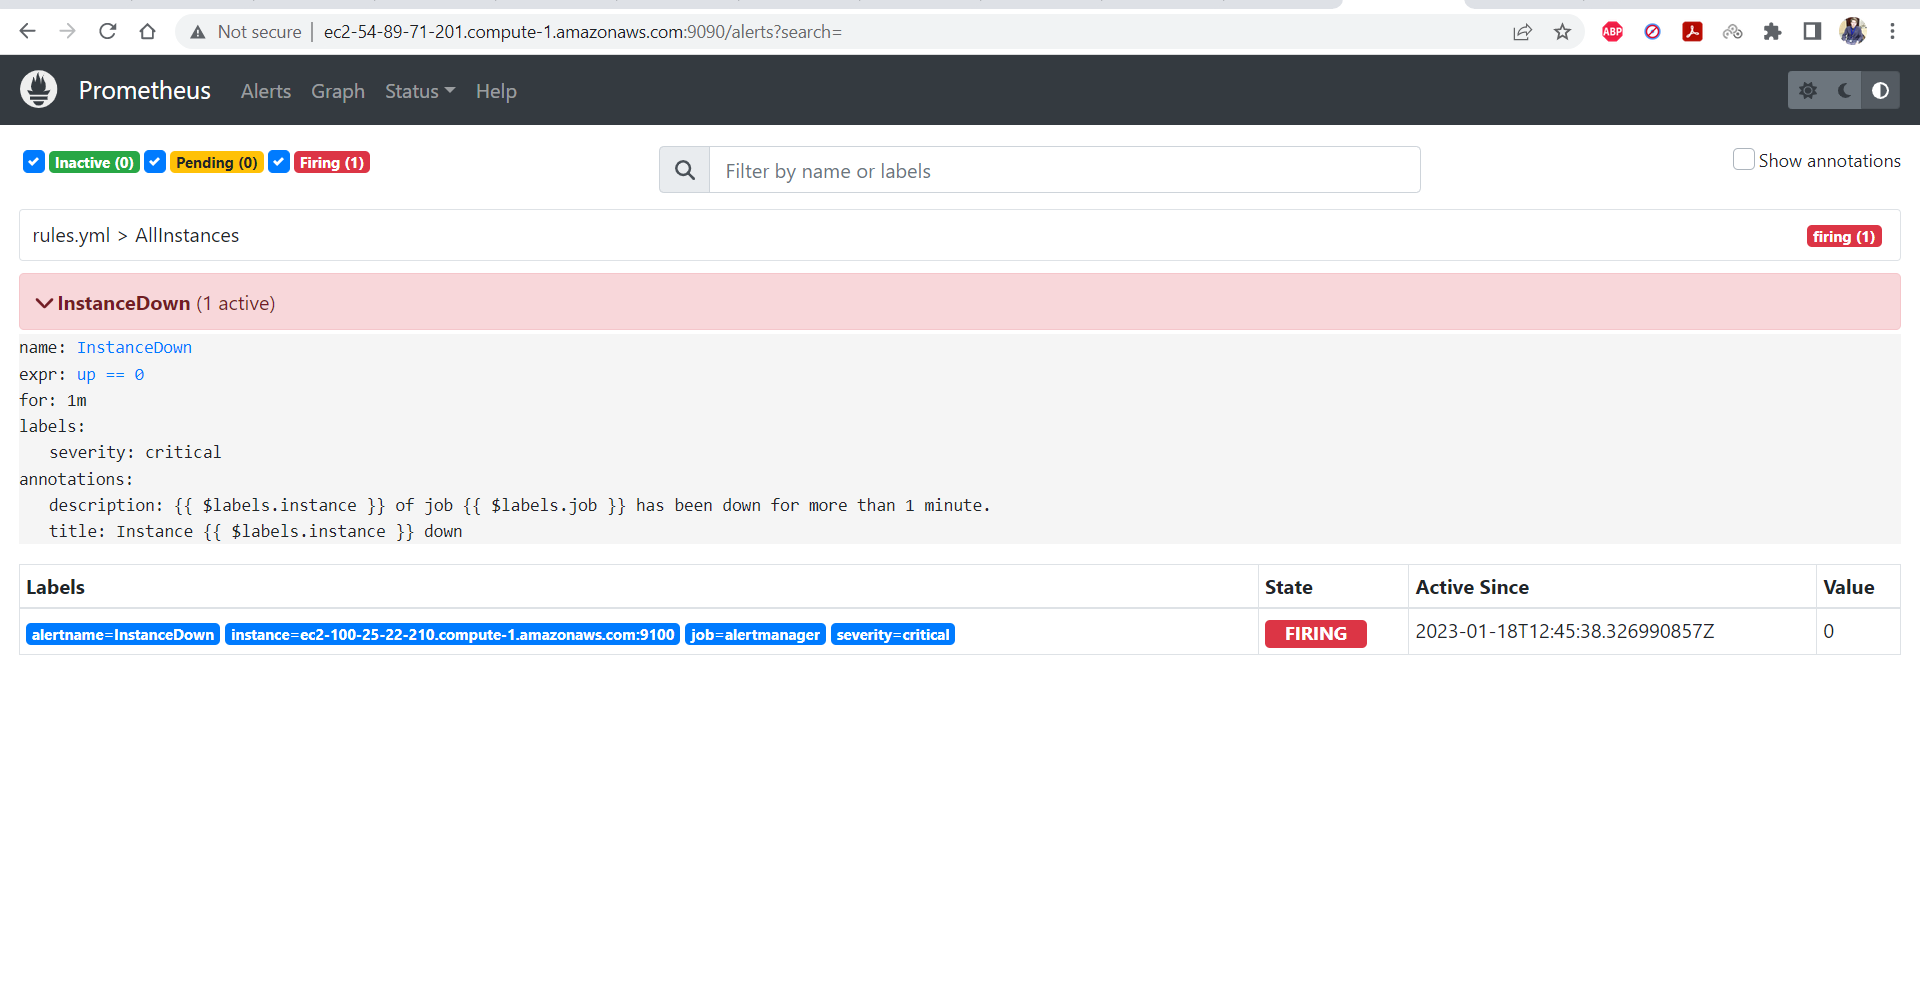 Not secure | ec2-54-89-71-201.compute-1.amazonaws.com:9090/alerts?search=
ABP
Prometheus Alerts Graph Status Help
Inactive (0) Pending (0) Firing (1) Filter by name or labels Show annotations
rules.yml > AllInstances firing (1)
InstanceDown (1 active)
name: InstanceDown
expr: up == 0
for: 1m
labels:
severity: critical
annotations:
description: {{ $labels.instance }} of job {{ $labels.job }} has been down for more than 1 minute.
title: Instance {{ $labels.instance }} down
Labels State Active Since Value
alertname=InstanceDown instance=ec2-100-25-22-210.compute-1.amazonaws.com:9100 job=alertmanager severity=critical FIRING 2023-01-18T12:45:38.326990857Z 0